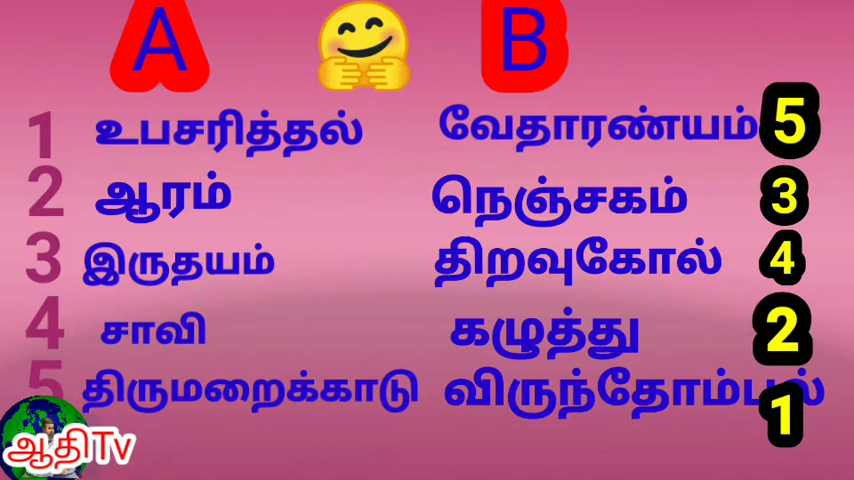 A B
1 உபசரித்தல் வேதாரண்யம் 5
2 ஆரம் நெஞ்சகம் 3
3 இருதயம் திறவுகோல் 4
4 சாவி கழுத்து 2
5 திருமறைக்காடு விருந்தோம்பல் 1
ஆதிTv